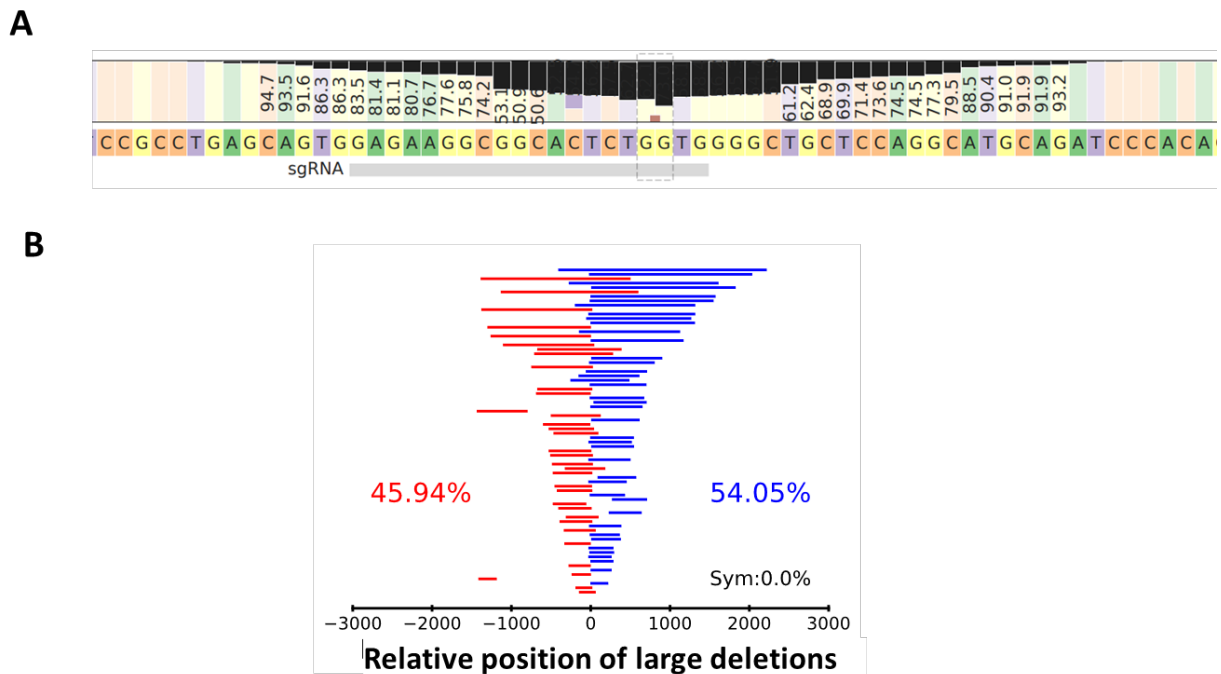 A
94.7 93.5 91.6 86.3 86.3 83.5 81.4 81.1 80.7 76.7 77.6 75.8 74.2 53.1 50.9 50.6 61.2 62.4 68.9 69.9 71.4 73.6 74.5 74.5 77.3 79.5 88.5 90.4 91.0 91.9 91.9 93.2
T C C G C C T G A G C A G T G G A G A A G G C G G C A C T C T G G T G G G G C T G C T C C A G G C A T G C A G A T C C C A C A G
sgRNA
B
45.94% 54.05%
Sym:0.0%
−3000 −2000 −1000 0 1000 2000 3000
Relative position of large deletions